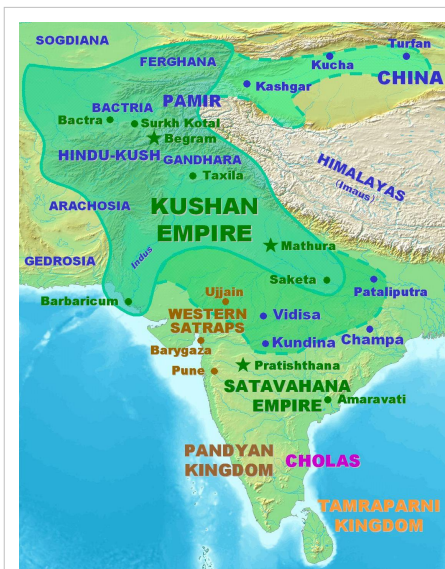 SOGDIANA
Turfan
FERGHANA
Kucha
CHINA
Kashgar
PAMIR
BACTRIA
Bactra
Surkh Kotal
Begram
HINDU-KUSH
GANDHARA
HIMALAYAS
(Imaus)
Taxila
ARACHOSIA
KUSHAN
EMPIRE
Mathura
Indus
GEDROSIA
Saketa
Pataliputra
Ujjain
Barbaricum
WESTERN
SATRAPS
Vidisa
Champa
Kundina
Barygaza
Pratishthana
Pune
SATAVAHANA
EMPIRE
Amaravati
PANDYAN
KINGDOM
CHOLAS
TAMRAPARNI
KINGDOM